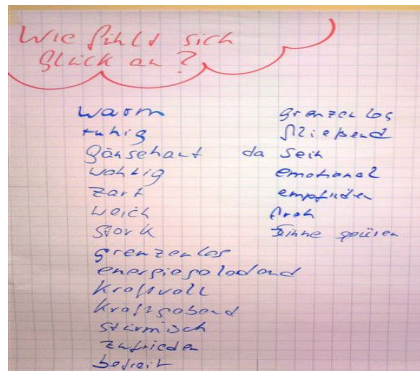 Wie fühlt sich
Glück an?
warm
ruhig
Gänsehaut
wohlig
zart
weich
stark
grenzenlos
energiegeladend
kraftvoll
kraftgebend
stürmisch
zufrieden
befreit
grenzenlos
fließend
da sein
emotional
empfinden
froh
Sinne spüren